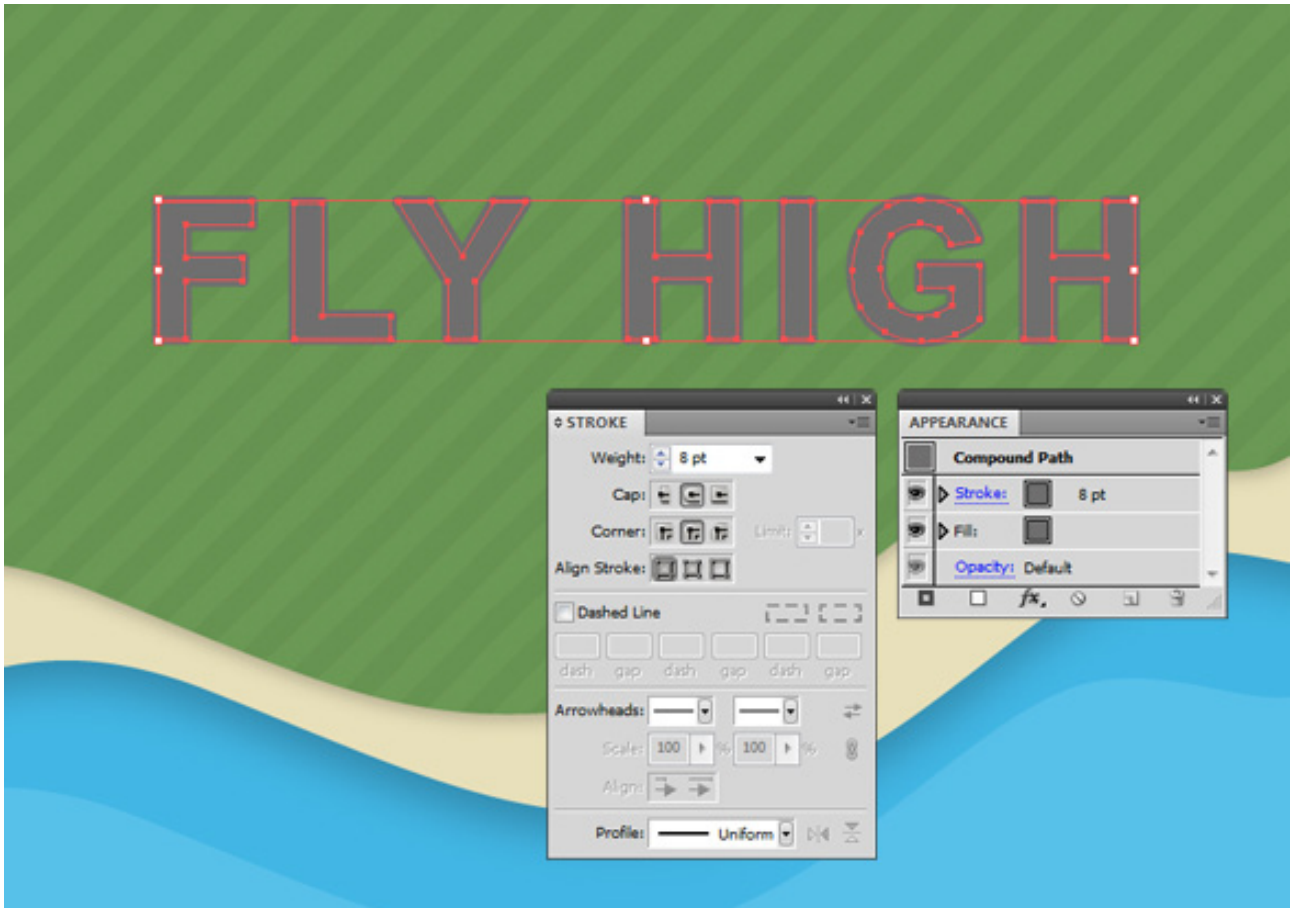 FLY HIGH
STROKE
Weight: 8 pt
Cap:
Corner: Limit: x
Align Stroke:
Dashed Line
dash gap dash gap dash gap
Arrowheads:
Scale: 100 % 100 %
Align:
Profile: Uniform
APPEARANCE
Compound Path
Stroke: 8 pt
Fill:
Opacity: Default
fx.